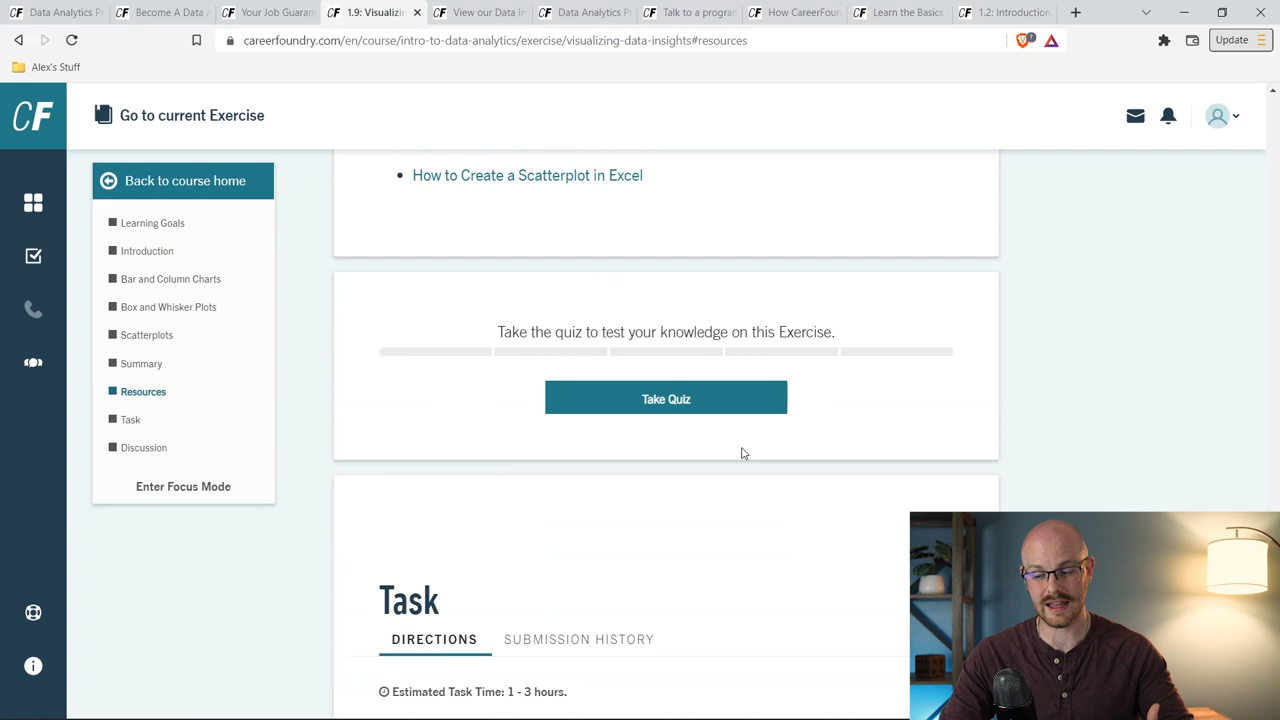 Data Analytics Pr
Become A Data A
Your Job Guaran
1.9: Visualizin
View our Data In
Data Analytics Pr
Talk to a program
How CareerFoun
Learn the Basics
1.2: Introduction
careerfoundry.com/en/course/intro-to-data-analytics/exercise/visualizing-data-insights#resources
7
Update
Alex's Stuff
CF
Go to current Exercise
Back to course home
Learning Goals
Introduction
Bar and Column Charts
Box and Whisker Plots
Scatterplots
Summary
Resources
Task
Discussion
Enter Focus Mode
How to Create a Scatterplot in Excel
Take the quiz to test your knowledge on this Exercise.
Take Quiz
Task
DIRECTIONS SUBMISSION HISTORY
Estimated Task Time: 1 - 3 hours.